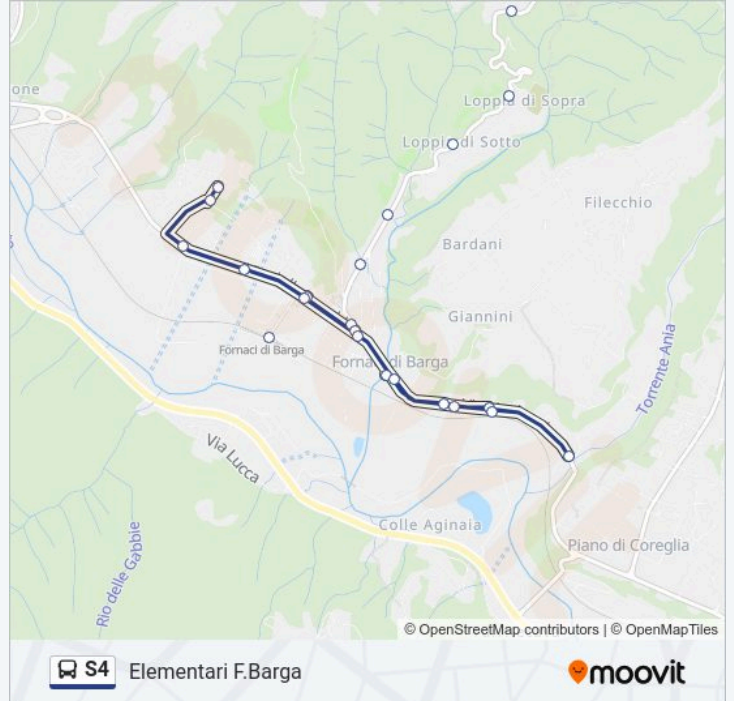 one
Loppia di Sopra
Loppia di Sotto
Filecchio
Bardani
Giannini
Fornaci di Barga
Fornaci di Barga
Torrente Ania
Via Lucca
Colle Aginaia
Piano di Coreglia
Rio delle Gabbie
© OpenStreetMap contributors | © OpenMapTiles
S4 Elementari F.Barga
moovit